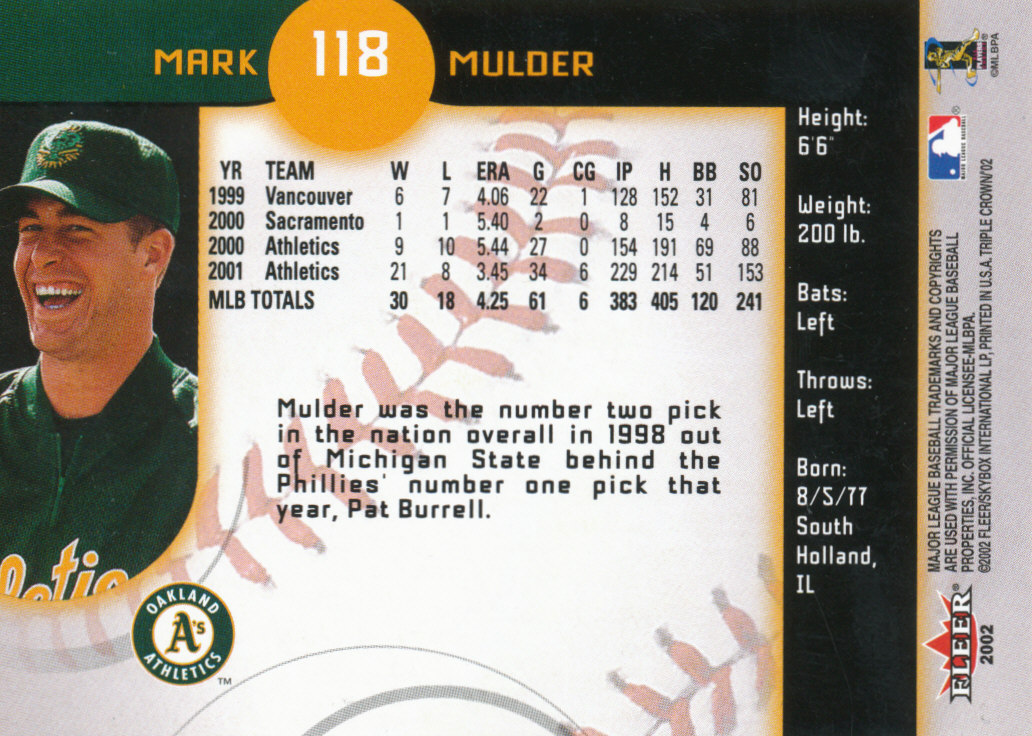 MARK 118 MULDER
YR TEAM W L ERA G CG IP H BB SO
1999 Vancouver 6 7 4.06 22 1 128 152 31 81
2000 Sacramento 1 1 5.40 2 0 8 15 4 6
2000 Athletics 9 10 5.44 27 0 154 191 69 88
2001 Athletics 21 8 3.45 34 6 229 214 51 153
MLB TOTALS 30 18 4.25 61 6 383 405 120 241
Mulder was the number two pick
in the nation overall in 1998 out
of Michigan State behind the
Phillies' number one pick that
year, Pat Burrell.
Height:
6'6"
Weight:
200 lb.
Bats:
Left
Throws:
Left
Born:
8/5/77
South
Holland,
IL
letic
OAKLAND
A's
ATHLETICS
TM
PLAYERS
®
©MLBPA
®
MAJOR LEAGUE BASEBALL
MAJOR LEAGUE BASEBALL TRADEMARKS AND COPYRIGHTS
ARE USED WITH PERMISSION OF MAJOR LEAGUE BASEBALL
PROPERTIES, INC. OFFICIAL LICENSEE-MLBPA.
©2002 FLEER/SKYBOX INTERNATIONAL LP, PRINTED IN U.S.A. TRIPLE CROWN/'02
FLEER®
2002